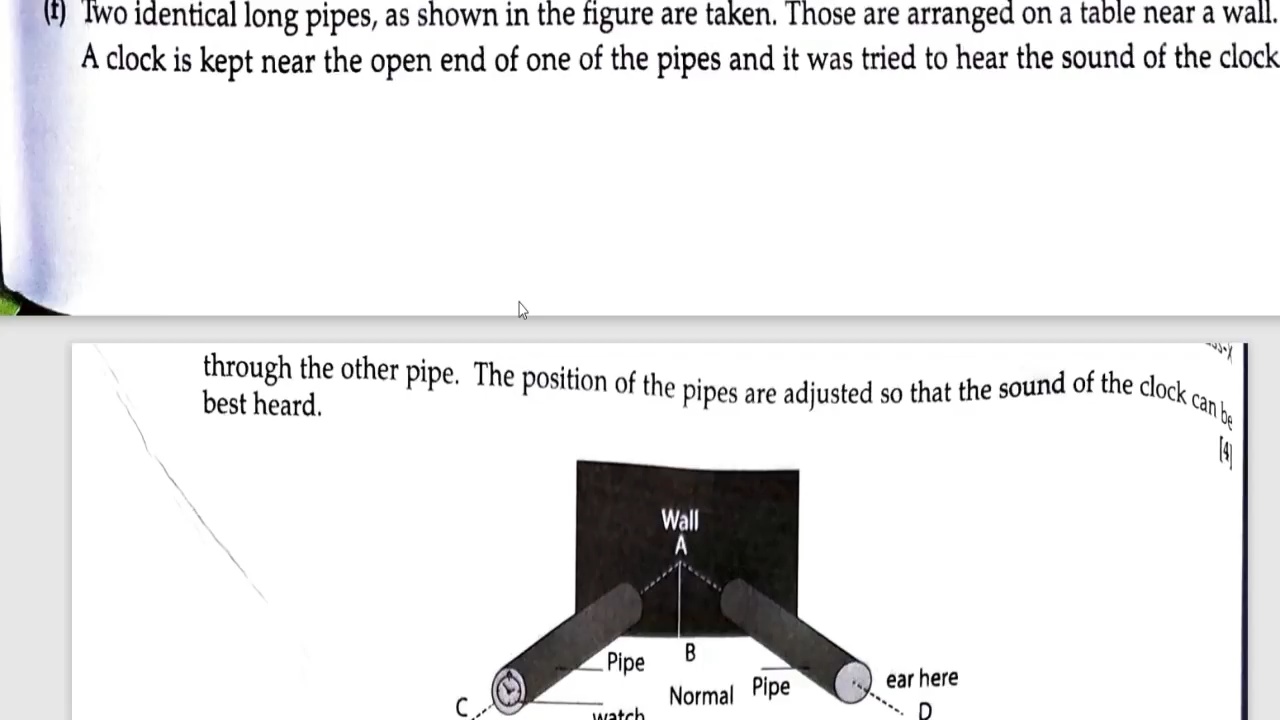 (f) Two identical long pipes, as shown in the figure are taken. Those are arranged on a table near a wall.
A clock is kept near the open end of one of the pipes and it was tried to hear the sound of the clock
through the other pipe. The position of the pipes are adjusted so that the sound of the clock can be
best heard.
[4]
Wall
A
B
Pipe
Normal
Pipe
ear here
C
D
watch